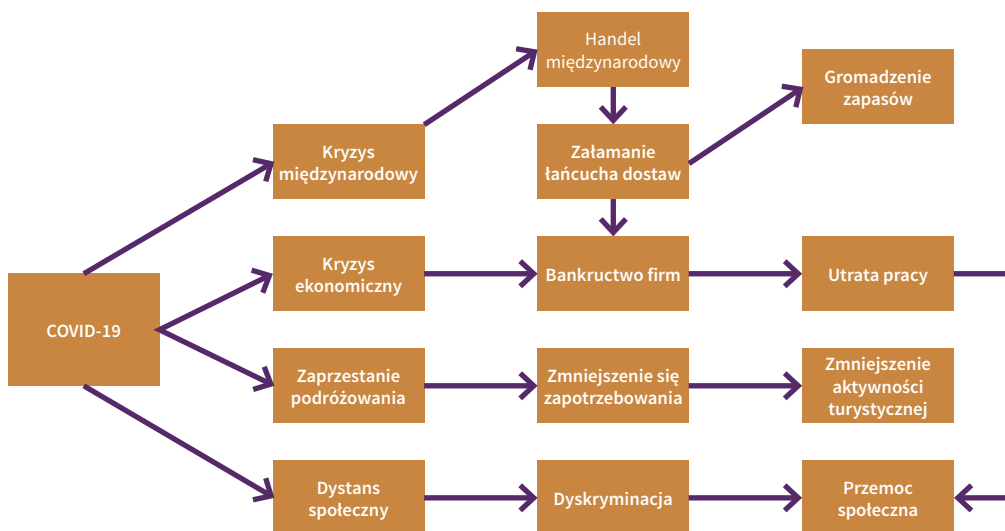 Handel
międzynarodowy
Gromadzenie
zapasów
Kryzys
międzynarodowy
Załamanie
łańcucha dostaw
COVID-19
Kryzys
ekonomiczny
Bankructwo firm
Utrata pracy
Zaprzestanie
podróżowania
Zmniejszenie się
zapotrzebowania
Zmniejszenie
aktywności
turystycznej
Dystans
społeczny
Dyskryminacja
Przemoc
społeczna